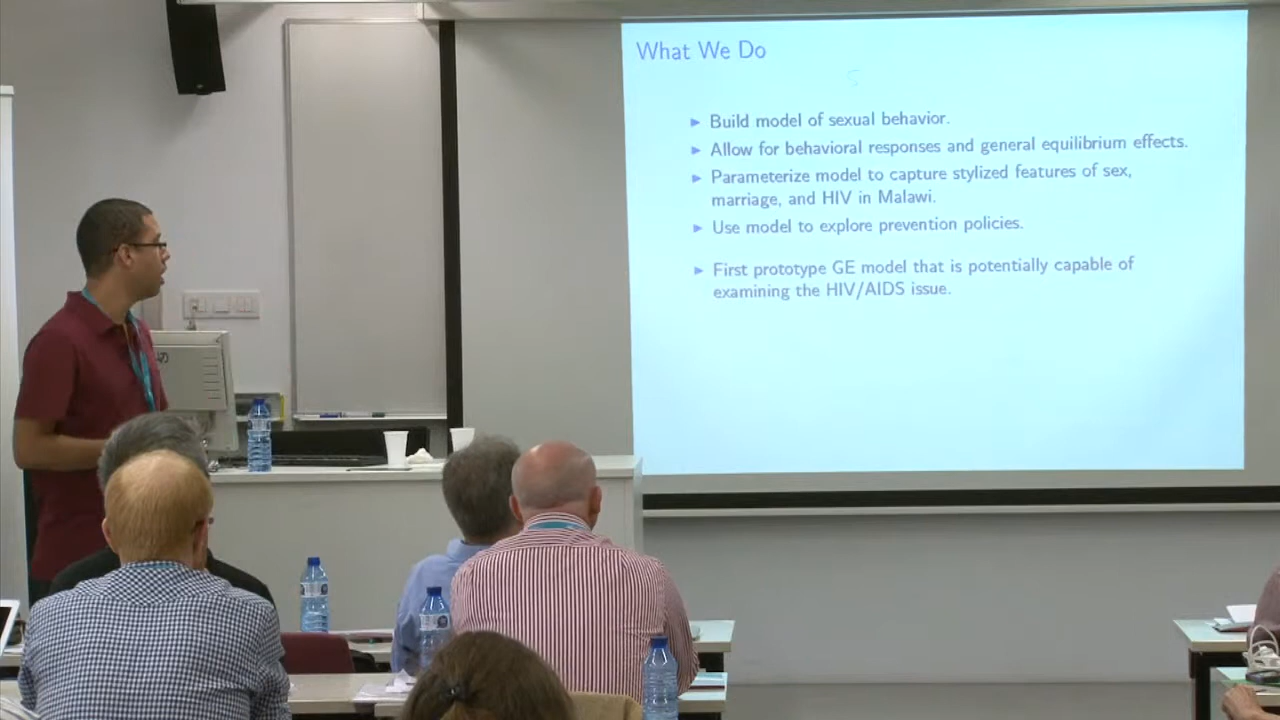 What We Do
► Build model of sexual behavior.
► Allow for behavioral responses and general equilibrium effects.
► Parameterize model to capture stylized features of sex,
marriage, and HIV in Malawi.
► Use model to explore prevention policies.
► First prototype GE model that is potentially capable of
examining the HIV/AIDS issue.